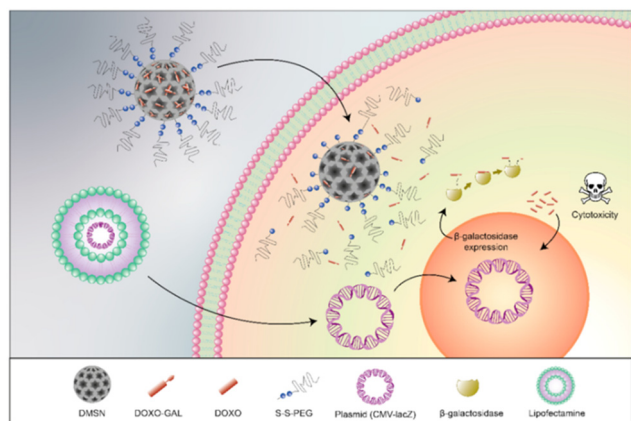 Cytotoxicity
β-galactosidase
expression
DMSN
DOXO-GAL
DOXO
S-S-PEG
Plasmid (CMV-lacZ)
β-galactosidase
Lipofectamine